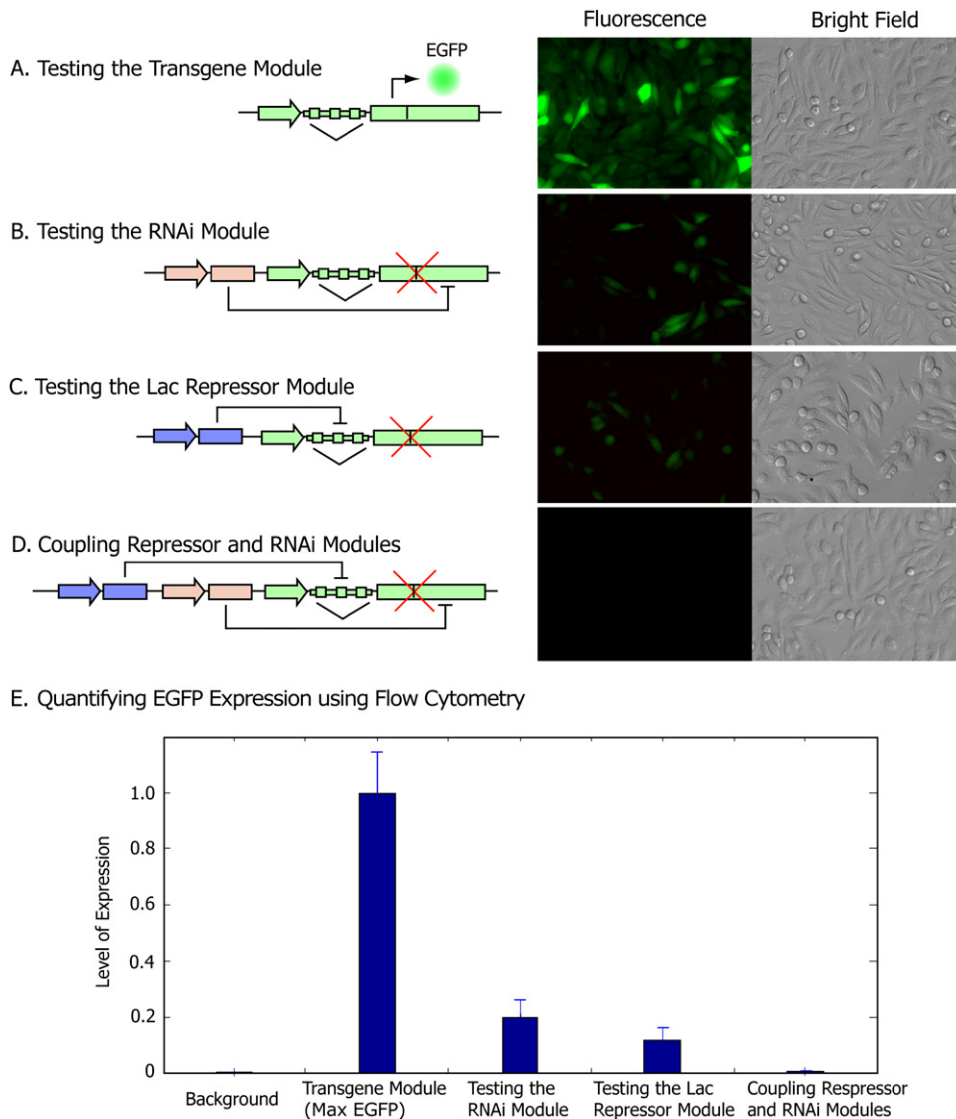 Fluorescence
Bright Field
A. Testing the Transgene Module
EGFP
B. Testing the RNAi Module
C. Testing the Lac Repressor Module
D. Coupling Repressor and RNAi Modules
E. Quantifying EGFP Expression using Flow Cytometry
Level of Expression
1.0
0.8
0.6
0.4
0.2
0
Background
Transgene Module
(Max EGFP)
Testing the
RNAi Module
Testing the Lac
Repressor Module
Coupling Respressor
and RNAi Modules